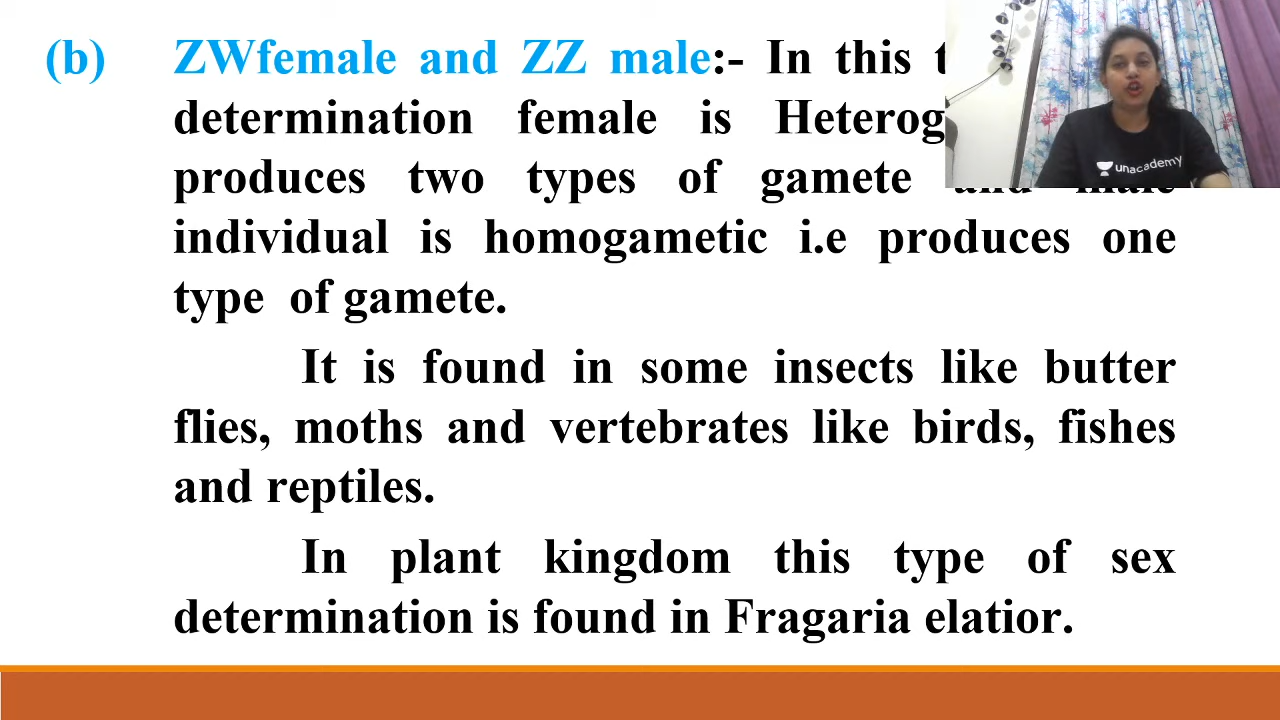 (b) ZWfemale and ZZ male:- In this
determination female is
produces two types of gamete and male
individual is homogametic i.e produces one
type of gamete.
It is found in some insects like butter
flies, moths and vertebrates like birds, fishes
and reptiles.
In plant kingdom this type of sex
determination is found in Fragaria elatior.
unacademy